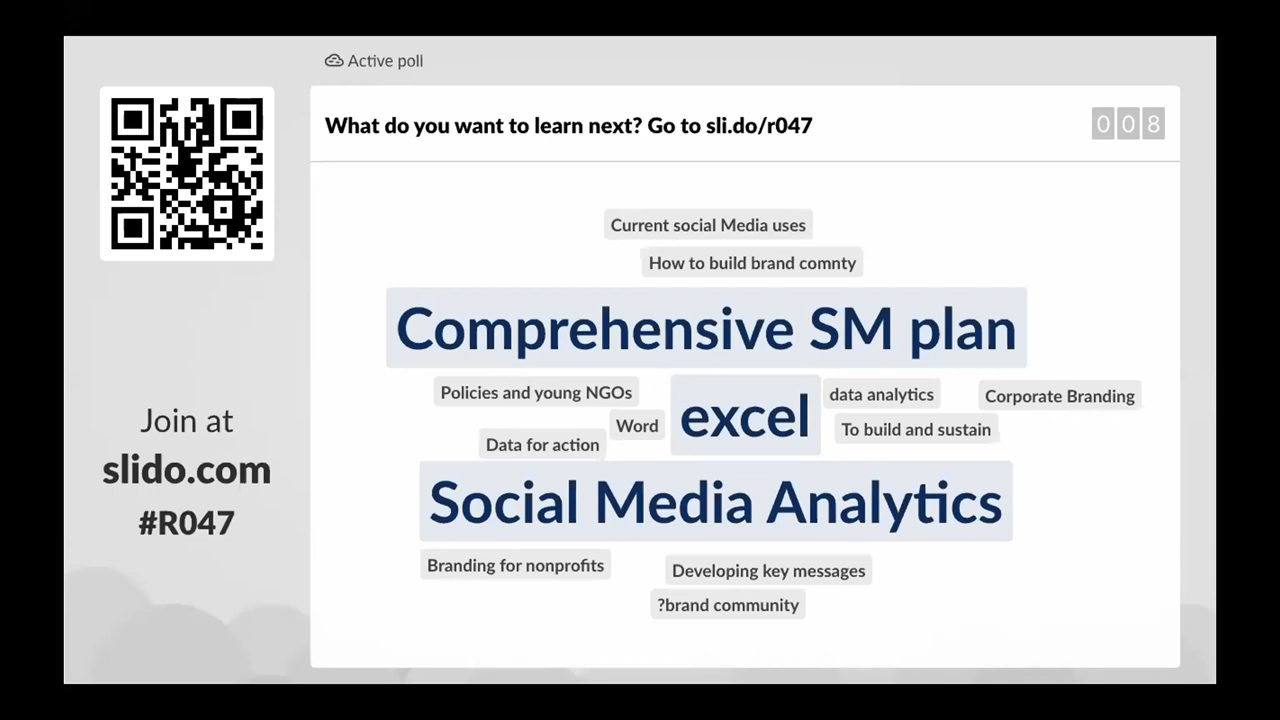 Active poll
What do you want to learn next? Go to sli.do/r047
008
Current social Media uses
How to build brand comnty
Comprehensive SM plan
Policies and young NGOs
excel
data analytics
Corporate Branding
Word
To build and sustain
Data for action
Social Media Analytics
Branding for nonprofits
Developing key messages
?brand community
Join at
slido.com
#R047